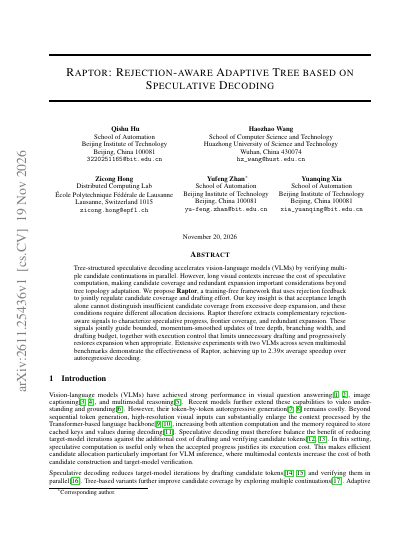 RAPTOR: REJECTION-AWARE ADAPTIVE TREE BASED ON
SPECULATIVE DECODING
Qishu Hu
School of Automation
Beijing Institute of Technology
Beijing, China 100081
3220251185@bit.edu.cn
Haozhao Wang
School of Computer Science and Technology
Huazhong University of Science and Technology
Wuhan, China 430074
hz_wang@hust.edu.cn
Zicong Hong
Distributed Computing Lab
École Polytechnique Fédérale de Lausanne
Lausanne, Switzerland 1015
zicong.hong@epfl.ch
Yufeng Zhan*
School of Automation
Beijing Institute of Technology
Beijing, China 100081
yu-feng.zhan@bit.edu.cn
Yuanqing Xia
School of Automation
Beijing Institute of Technology
Beijing, China 100081
xia_yuanqing@bit.edu.cn
November 20, 2026
ABSTRACT
Tree-structured speculative decoding accelerates vision-language models (VLMs) by verifying multi-
ple candidate continuations in parallel. However, long visual contexts increase the cost of speculative
computation, making candidate coverage and redundant expansion important considerations beyond
tree topology adaptation. We propose Raptor, a training-free framework that uses rejection feedback
to jointly regulate candidate coverage and drafting effort. Our key insight is that acceptance length
alone cannot distinguish insufficient candidate coverage from excessive deep expansion, and these
conditions require different allocation decisions. Raptor therefore extracts complementary rejection-
aware signals to characterize speculative progress, frontier coverage, and redundant expansion. These
signals jointly guide bounded, momentum-smoothed updates of tree depth, branching width, and
drafting budget, together with execution control that limits unnecessary drafting and progressively
restores expansion when appropriate. Extensive experiments with two VLMs across seven multimodal
benchmarks demonstrate the effectiveness of Raptor, achieving up to 2.39x average speedup over
autoregressive decoding.
1 Introduction
Vision-Language Models (VLMs) have achieved strong performance in visual question answering[1, 2], image
captioning[3, 4], and multimodal reasoning[5]. Recent models further extend these capabilities to video under-
standing and grounding[6]. However, their token-by-token autoregressive generation[7, 8] remains costly. Beyond
sequential token generation, high-resolution visual inputs can substantially enlarge the context processed by the
Transformer-based language backbone[9, 10], increasing both attention computation and the memory required to store
cached keys and values during decoding[11]. Speculative decoding must therefore balance the benefit of reducing
target-model iterations against the additional cost of drafting and verifying candidate tokens[12, 13]. In this setting,
speculative computation is useful only when the accepted progress justifies its execution cost. This makes efficient
candidate allocation particularly important for VLM inference, where multimodal contexts increase the cost of both
candidate construction and target-model verification.
Speculative decoding reduces target-model iterations by drafting candidate tokens[14, 15] and verifying them in
parallel[16]. Tree-based variants further improve candidate coverage by exploring multiple continuations[17]. Adaptive
*Corresponding author.
arXiv:2611.25436v1 [cs.CV] 19 Nov 2026